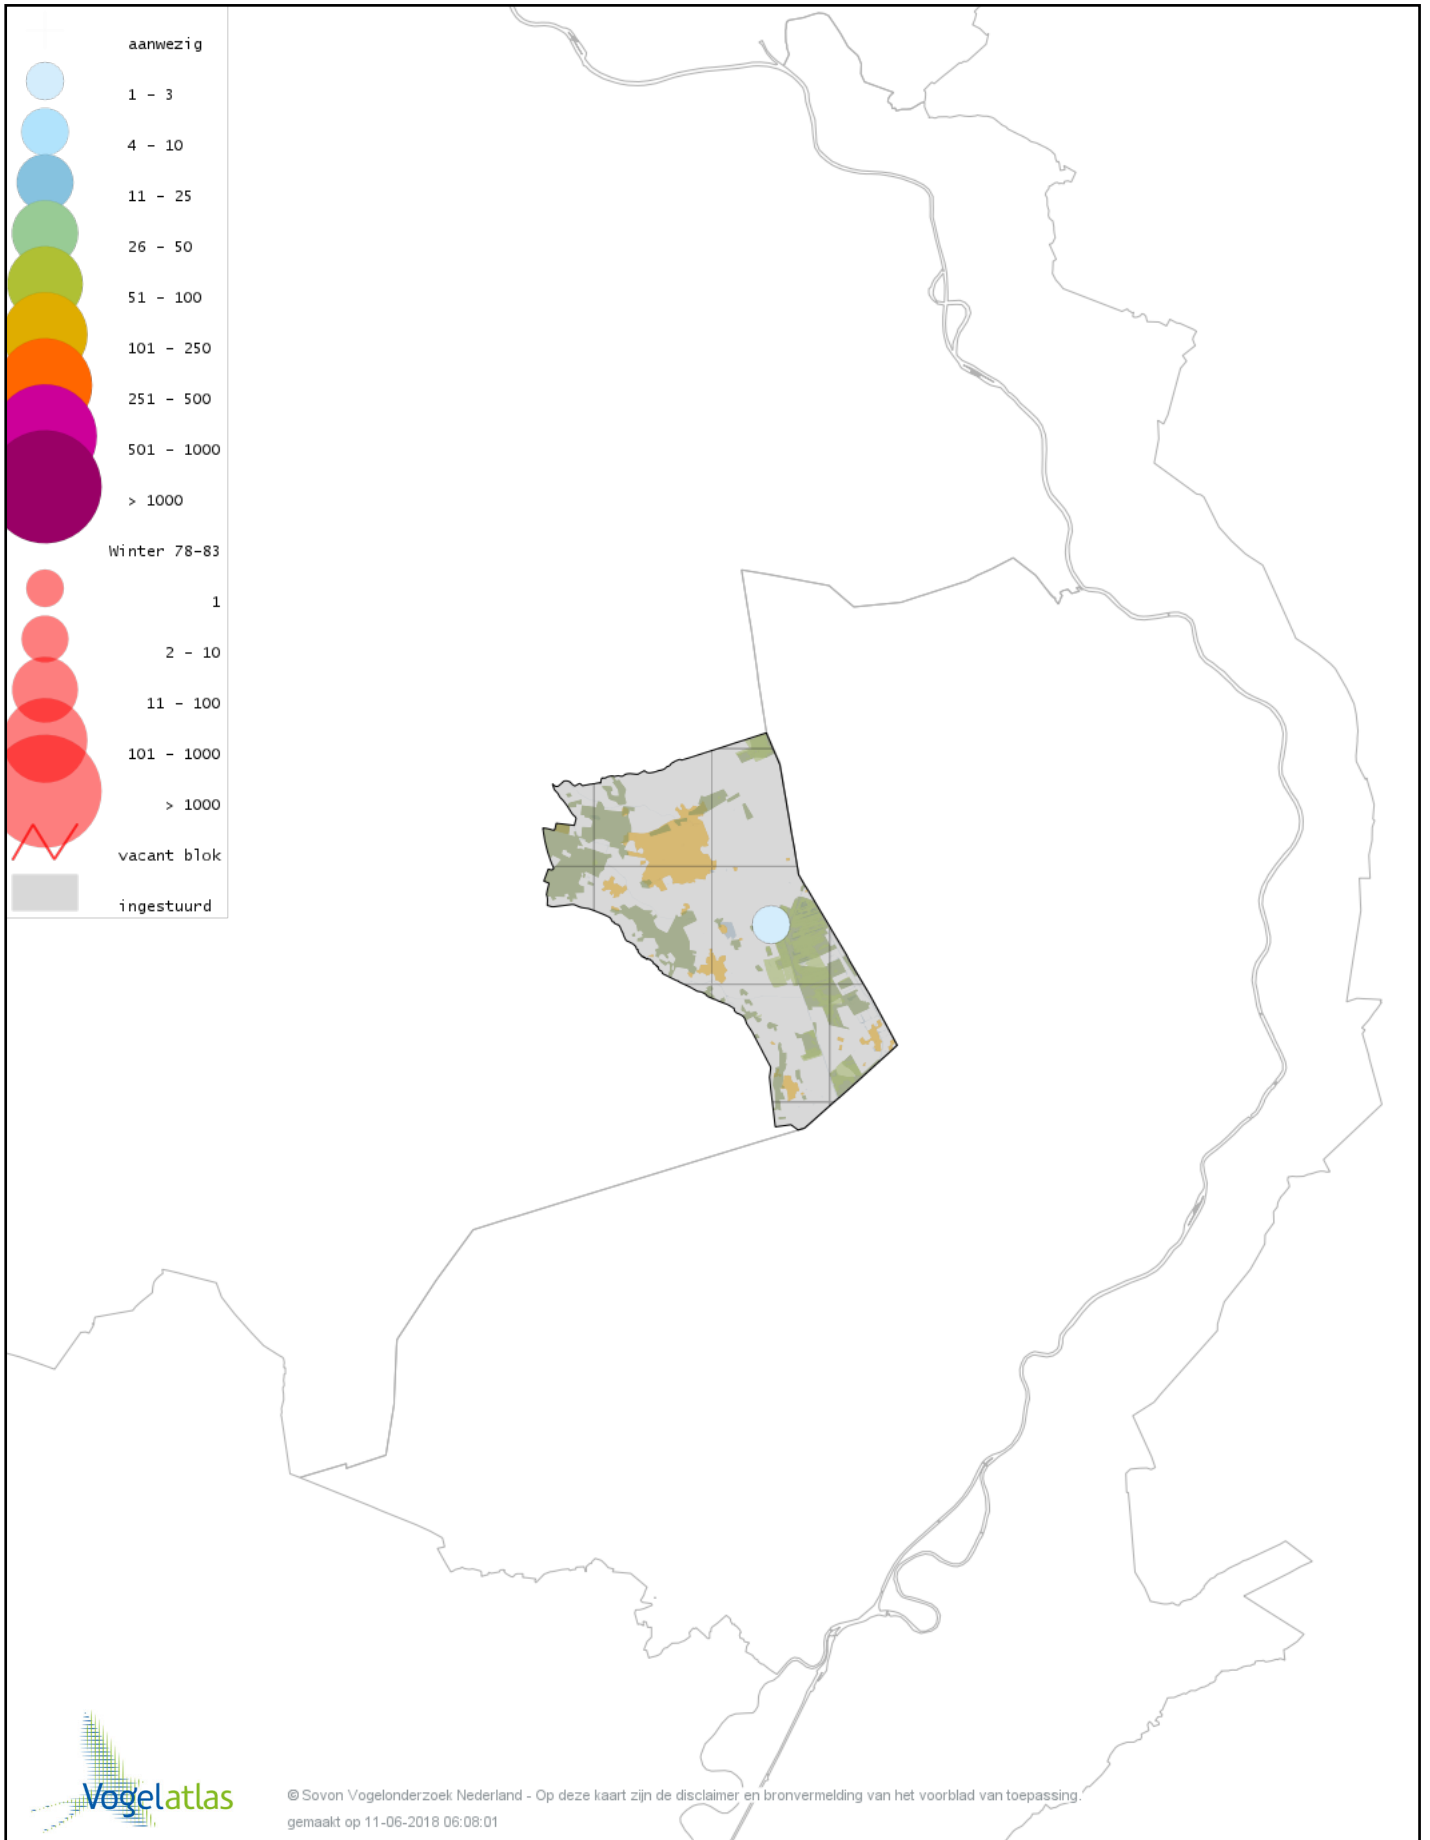 aanwezig
1 - 3
4 - 10
11 - 25
26 - 50
51 - 100
101 - 250
251 - 500
501 - 1000
> 1000
Winter 78-83
1
2 - 10
11 - 100
101 - 1000
> 1000
vacant blok
ingestuurd
Vogelatlas
© Sovon Vogelonderzoek Nederland - Op deze kaart zijn de disclaimer en bronvermelding van het voorblad van toepassing.
gemaakt op 11-06-2018 06:08:01